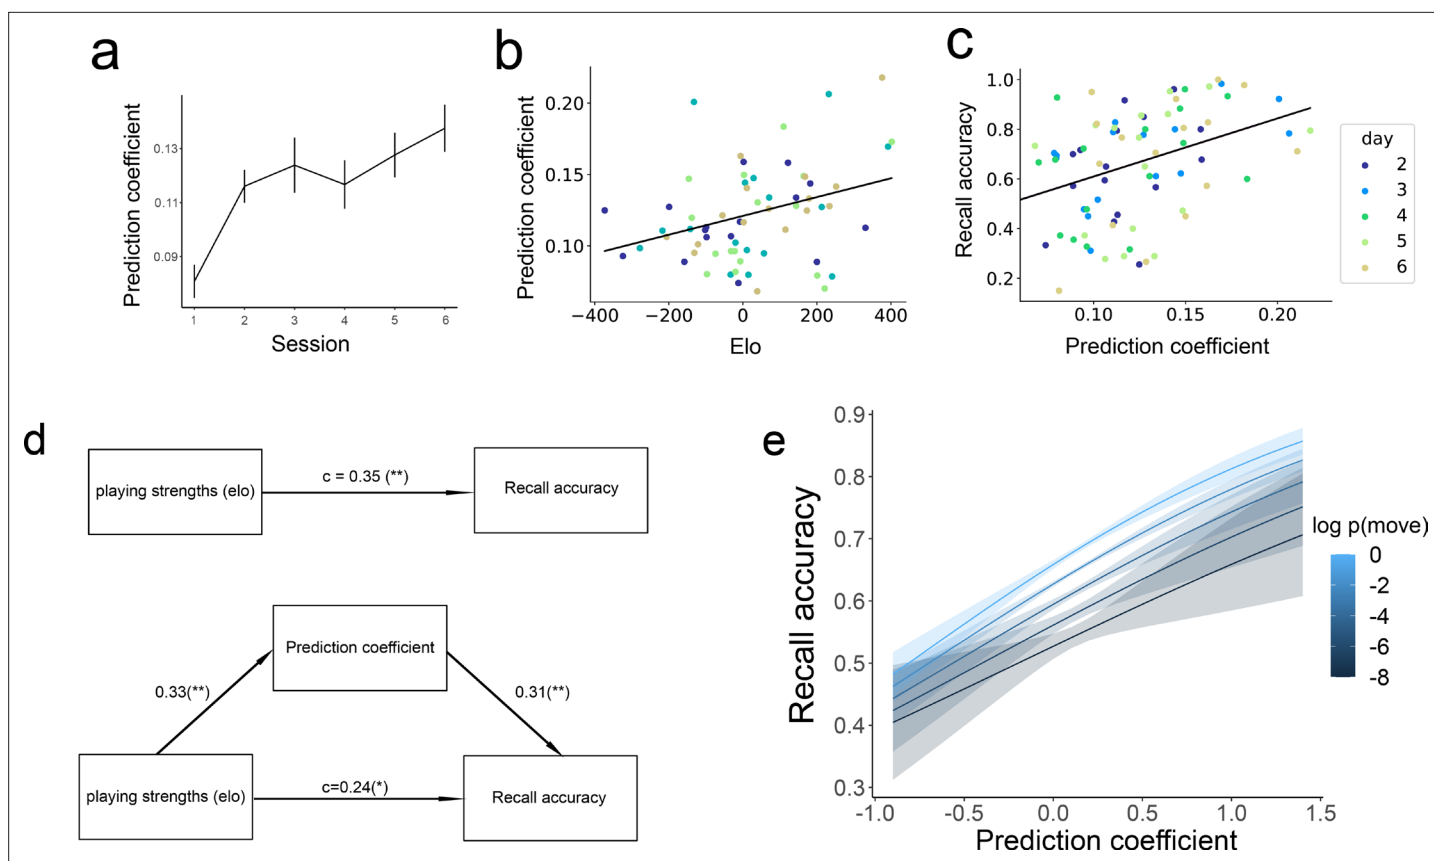 a
Prediction coefficient
0.13
0.11
0.09
1 2 3 4 5 6
Session
b
Prediction coefficient
0.20
0.15
0.10
−400 −200 0 200 400
Elo
c
Recall accuracy
1.0
0.8
0.6
0.4
0.2
0.10 0.15 0.20
Prediction coefficient
day
2
3
4
5
6
d
playing strengths (elo)
c = 0.35 (**)
Recall accuracy
Prediction coefficient
0.33(**)
0.31(**)
playing strengths (elo)
c=0.24(*)
Recall accuracy
e
Recall accuracy
0.9
0.8
0.7
0.6
0.5
0.4
0.3
-1.0 -0.5 0.0 0.5 1.0 1.5
Prediction coefficient
log p(move)
0
-2
-4
-6
-8